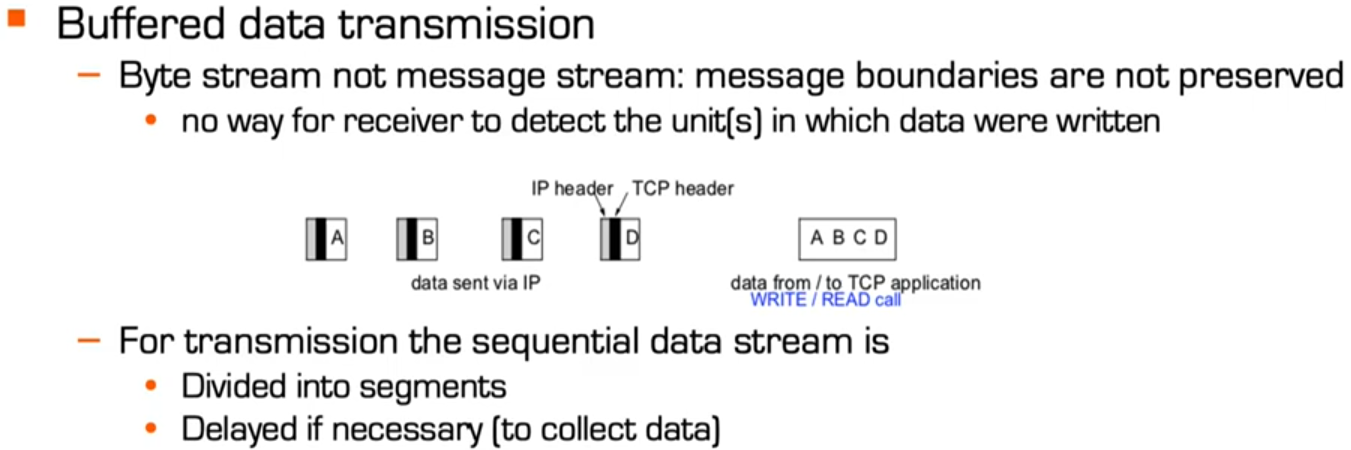 Buffered data transmission
– Byte stream not message stream: message boundaries are not preserved
• no way for receiver to detect the unit(s) in which data were written
IP header TCP header
A B C D A B C D
data sent via IP data from / to TCP application
WRITE / READ call
– For transmission the sequential data stream is
• Divided into segments
• Delayed if necessary (to collect data)